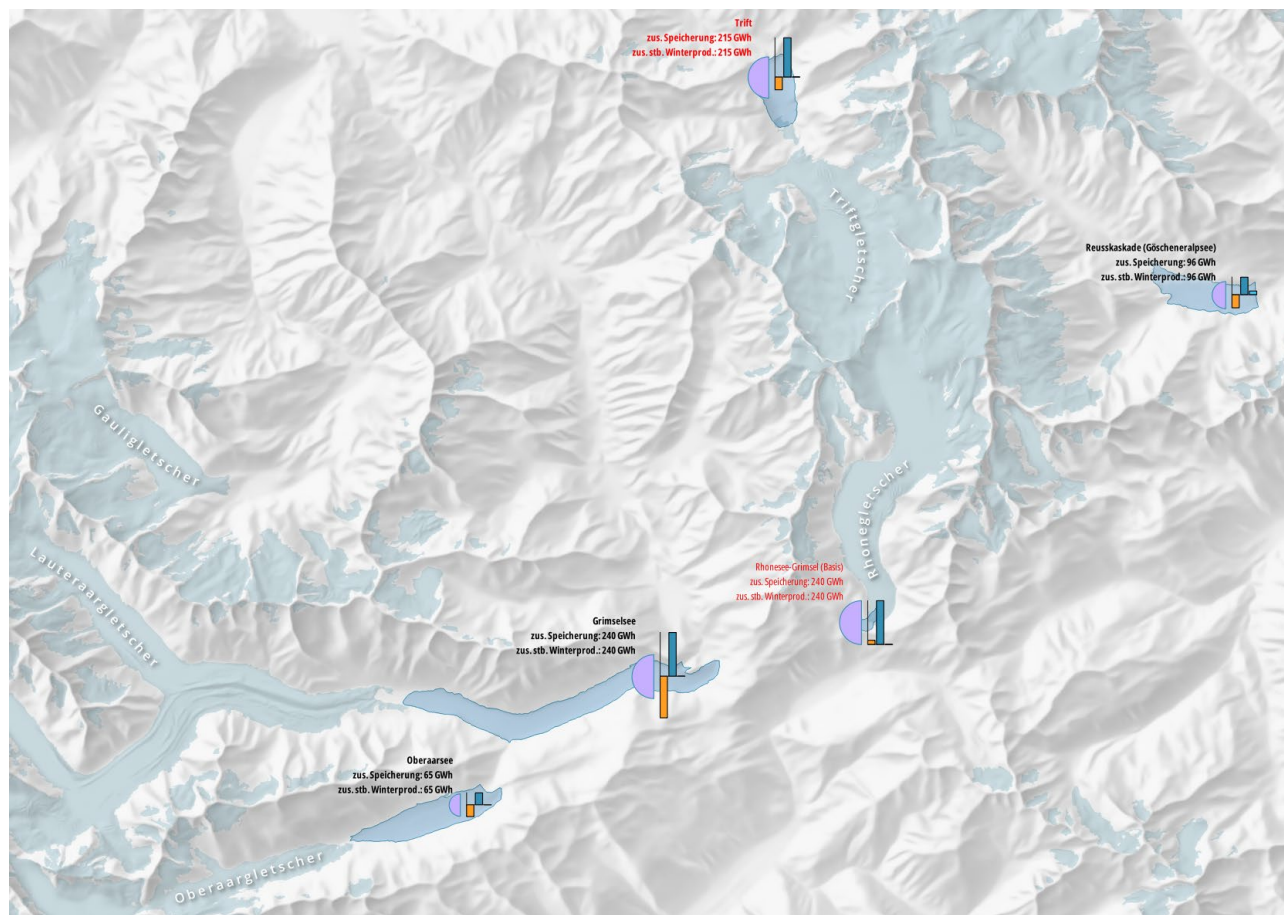 Trift
zus. Speicherung: 215 GWh
zus. stb. Winterprod.: 215 GWh
Triftgletscher
Reusskaskade (Göscheneralpsee)
zus. Speicherung: 96 GWh
zus. stb. Winterprod.: 96 GWh
Gauligletscher
Rhonegletscher
Lauteraargletscher
Rhonesee-Grimsel (Basis)
zus. Speicherung: 240 GWh
zus. stb. Winterprod.: 240 GWh
Grimselsee
zus. Speicherung: 240 GWh
zus. stb. Winterprod.: 240 GWh
Oberaarsee
zus. Speicherung: 65 GWh
zus. stb. Winterprod.: 65 GWh
Oberaargletscher